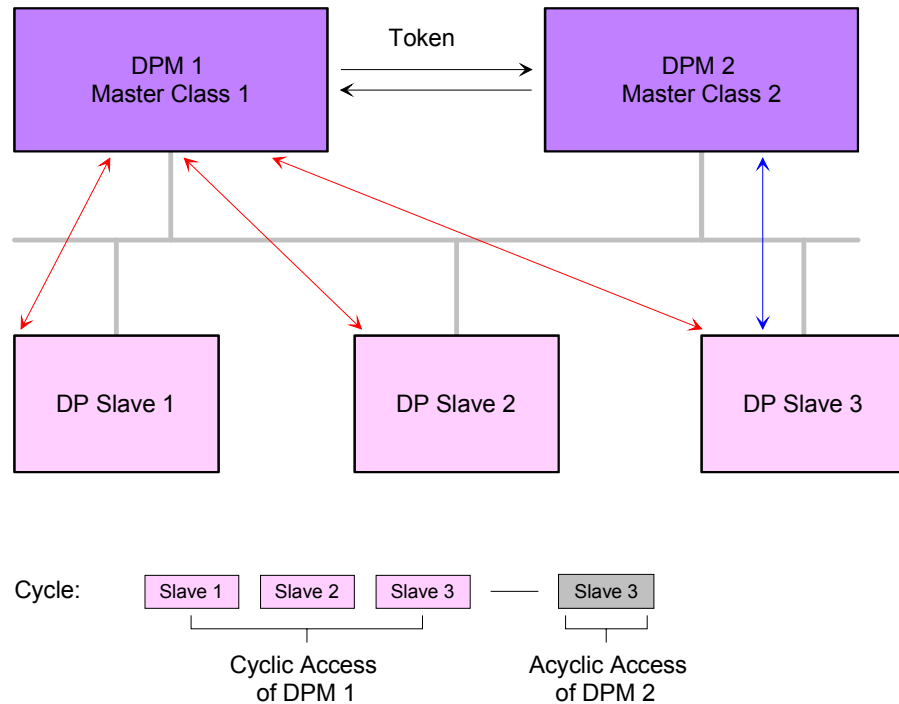 Token
DPM 1
Master Class 1
DPM 2
Master Class 2
DP Slave 1
DP Slave 2
DP Slave 3
Cycle:
Slave 1
Slave 2
Slave 3
Slave 3
Cyclic Access
of DPM 1
Acyclic Access
of DPM 2